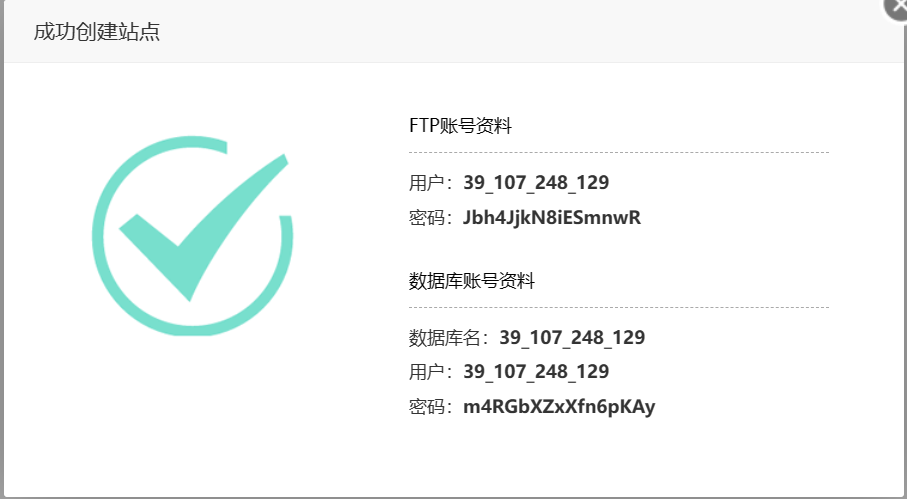 成功创建站点
FTP账号资料
用户：39_107_248_129
密码：Jbh4JjkN8iESmnwR
数据库账号资料
数据库名：39_107_248_129
用户：39_107_248_129
密码：m4RGbXZxXfn6pKAy